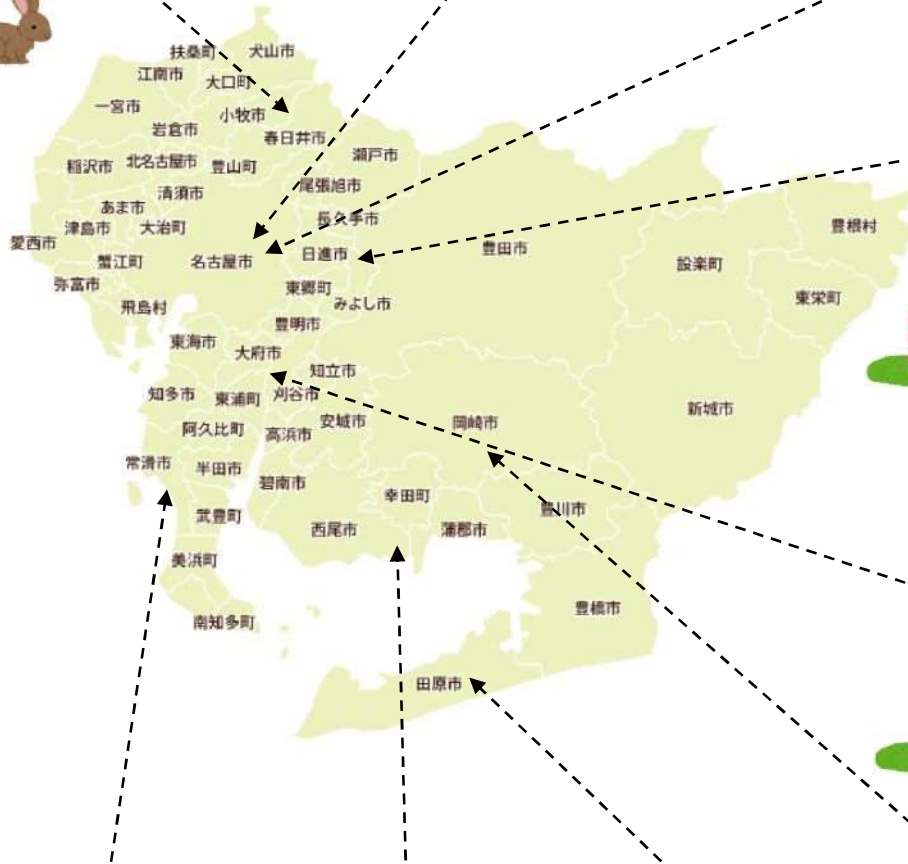 扶桑町
犬山市
江南市
大口町
一宮市
小牧市
岩倉市
春日井市
瀬戸市
稲沢市
北名古屋市
豊山町
尾張旭市
清須市
あま市
長久手市
津島市
大治町
豊根村
愛西市
豊田市
日進市
蟹江町
名古屋市
設楽町
弥富市
東郷町
東栄町
みよし市
飛島村
豊明市
東海市
大府市
知立市
知多市
東浦町
刈谷市
新城市
安城市
岡崎市
阿久比町
高浜市
常滑市
半田市
碧南市
幸田町
豊川市
武豊町
西尾市
蒲郡市
美浜町
豊橋市
南知多町
田原市